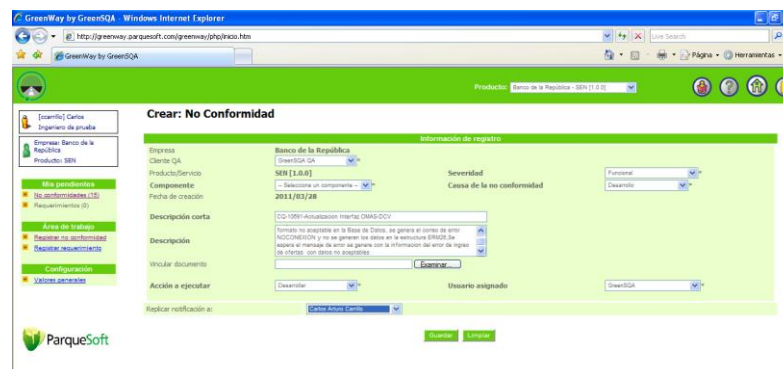 GreenWay by GreenSQA - Windows Internet Explorer
http://greenway.parquesoft.com/greenway/php/inicio.htm
Live Search
GreenWay by GreenSQA
Página
Herramientas
Producto: Banco de la República - SEN [1.0.0]
[ccarrillo] Carlos
Ingeniero de prueba
Empresa: Banco de la República
Producto: SEN
Mis pendientes
No conformidades (15)
Requerimientos (0)
Área de trabajo
Registrar no conformidad
Registrar requerimiento
Configuración
Valores generales
ParqueSoft
Crear: No Conformidad
Información de registro
Empresa Banco de la República
Cliente QA GreenSQA QA
Producto/Servicio SEN [1.0.0] Severidad Funcional
Componente -- Seleccione un componente -- Causa de la no conformidad Desarrollo
Fecha de creación 2011/03/28
Descripción corta CQ-10691-Actualizacion Interfaz OMAS-DCV
Descripción
formato no aceptable en la Base de Datos, se genera el correo de error
NOCONEXION y no se generen los datos en la estructura ERM26,Se
espera el mensaje de error se genere con la informacion del error de ingreo
de ofertas con datos no aceptables.
Vincular documento Examinar...
Acción a ejecutar Desarrollar Usuario asignado GreenSQA
Replicar notificación a: Carlos Arturo Carrillo
Guardar Limpiar